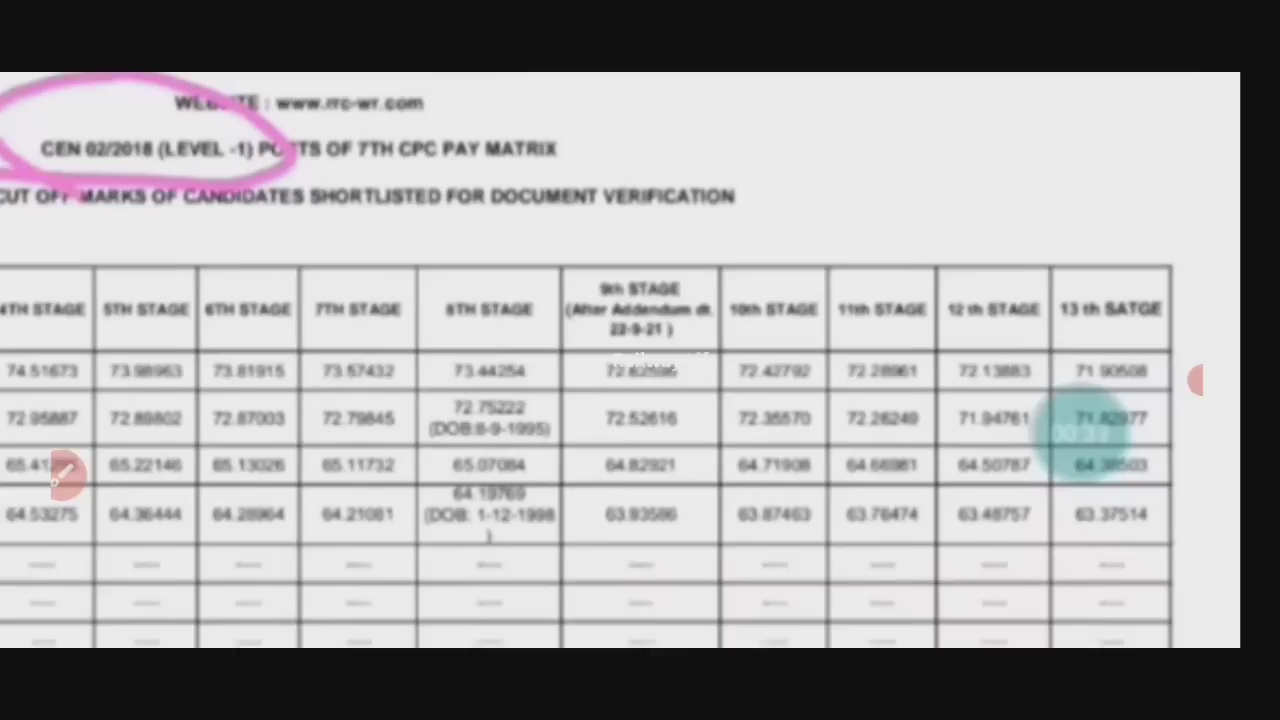 WEBSITE : www.rrc-wr.com
CEN 02/2018 (LEVEL -1) POSTS OF 7TH CPC PAY MATRIX
CUT OFF MARKS OF CANDIDATES SHORTLISTED FOR DOCUMENT VERIFICATION
4TH STAGE 5TH STAGE 6TH STAGE 7TH STAGE 8TH STAGE 9th STAGE (After Addendum dt. 22-9-21 ) 10th STAGE 11th STAGE 12 th STAGE 13 th SATGE
74.51673 73.98963 73.81915 73.57432 73.44254 72.42792 72.28961 72.13883 71.90508
72.95887 72.89802 72.87003 72.79845 72.75222 (DOB:8-9-1995) 72.52616 72.35570 72.26249 71.94761 71.82977
65.22146 65.13026 65.11732 65.07084 64.82921 64.71908 64.66981 64.50787 64.38503
64.53275 64.36444 64.28964 64.21081 64.19769 (DOB: 1-12-1998 ) 63.93586 63.87463 63.76474 63.48757 63.37514